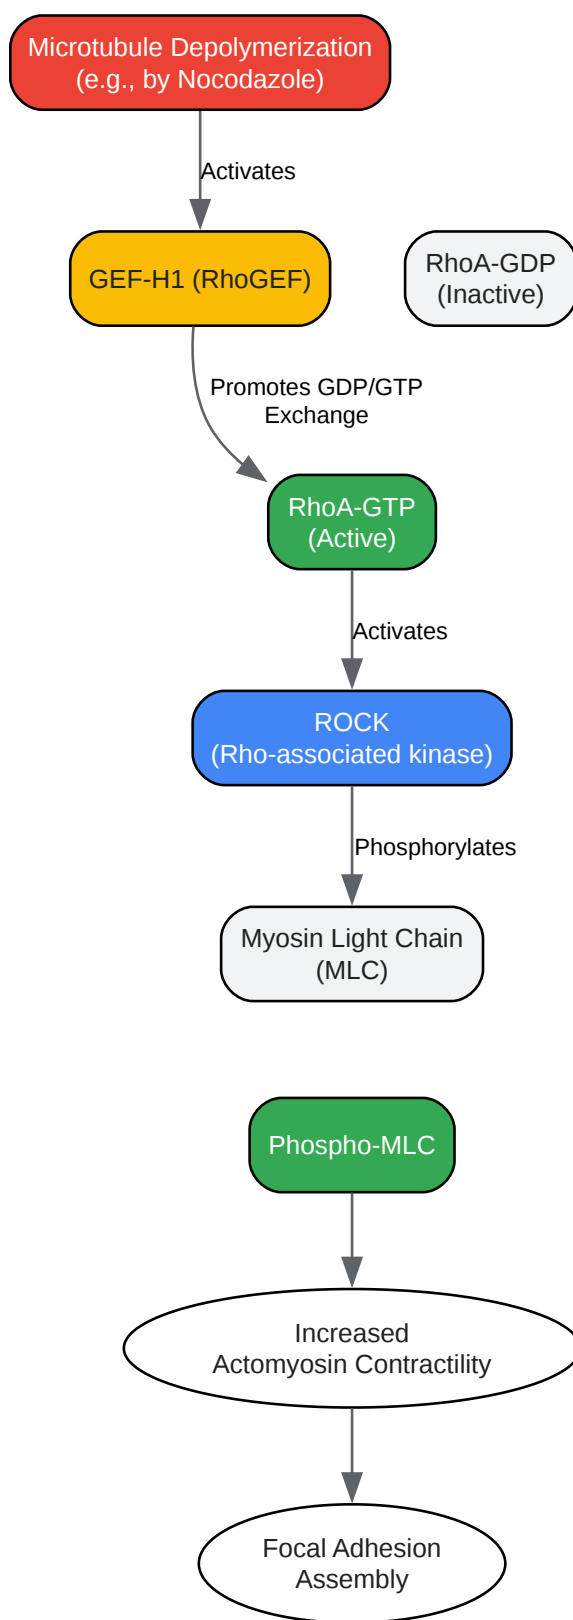 Microtubule Depolymerization
(e.g., by Nocodazole)
Activates
GEF-H1 (RhoGEF)
RhoA-GDP
(Inactive)
Promotes GDP/GTP
Exchange
RhoA-GTP
(Active)
Activates
ROCK
(Rho-associated kinase)
Phosphorylates
Myosin Light Chain
(MLC)
Phospho-MLC
Increased
Actomyosin Contractility
Focal Adhesion
Assembly